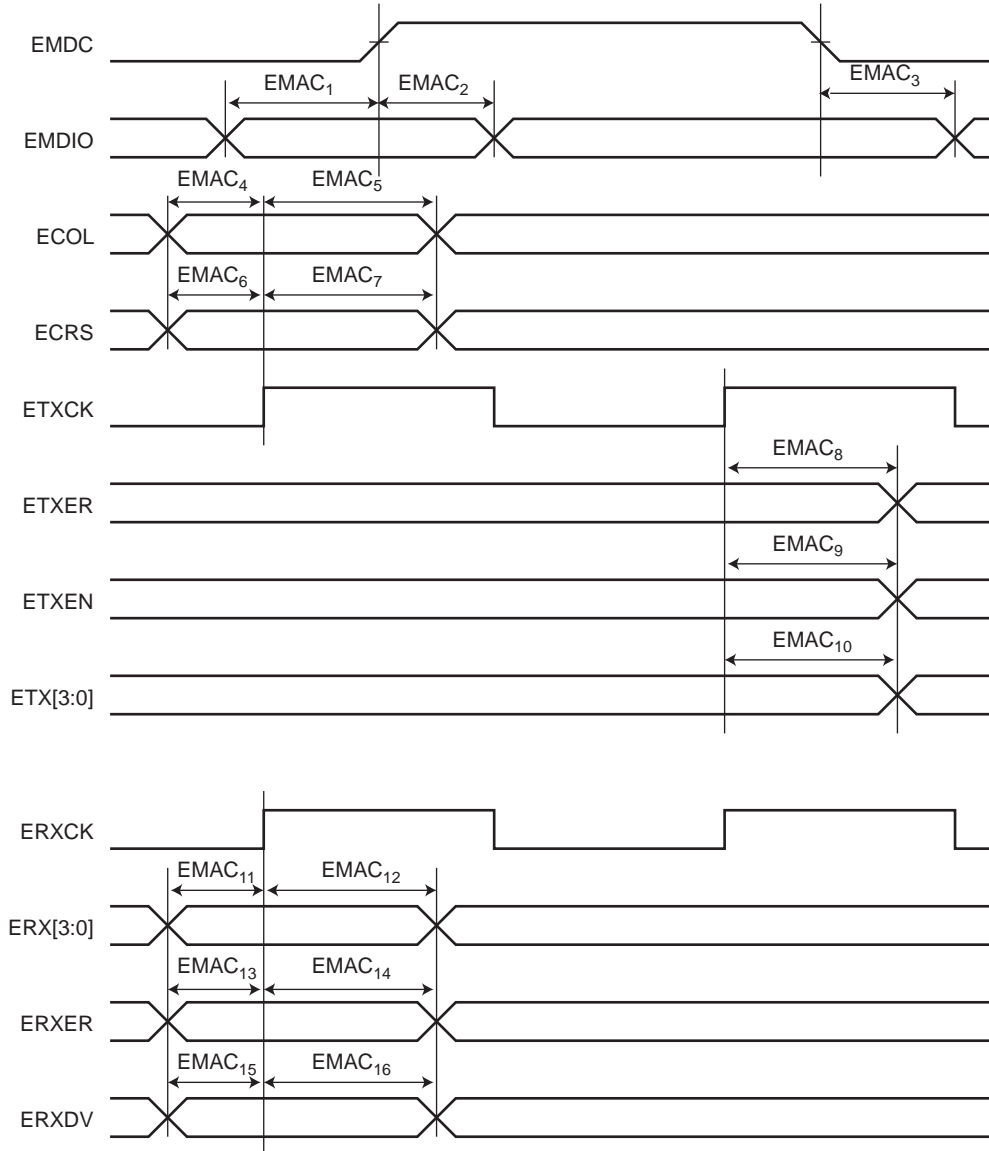 EMDC
EMAC1 EMAC2 EMAC3
EMDIO
EMAC4 EMAC5
ECOL
EMAC6 EMAC7
ECRS
ETXCK
EMAC8
ETXER
EMAC9
ETXEN
EMAC10
ETX[3:0]
ERXCK
EMAC11 EMAC12
ERX[3:0]
EMAC13 EMAC14
ERXER
EMAC15 EMAC16
ERXDV